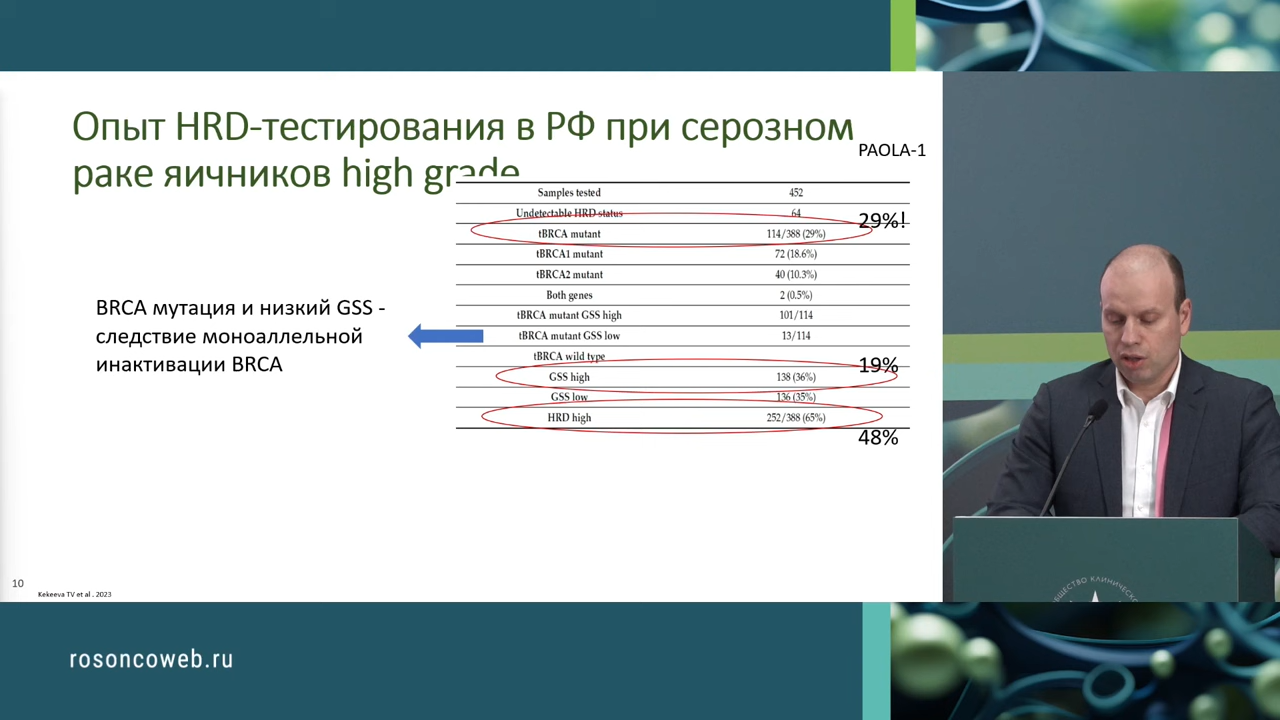 Опыт HRD-тестирования в РФ при серозном
раке яичников high grade
PAOLA-1
Samples tested 452
Undetectable HRD status 64
29%!
tBRCA mutant 114/388 (29%)
tBRCA1 mutant 72 (18.6%)
tBRCA2 mutant 40 (10.3%)
Both genes 2 (0.5%)
tBRCA mutant GSS high 101/114
tBRCA mutant GSS low 13/114
tBRCA wild type
19%
GSS high 138 (36%)
GSS low 136 (35%)
HRD high 252/388 (65%)
48%
BRCA мутация и низкий GSS -
следствие моноаллельной
инактивации BRCA
10
Kekeeva TV et al . 2023
ОБЩЕСТВО КЛИНИЧЕСКОЙ
rosoncoweb.ru